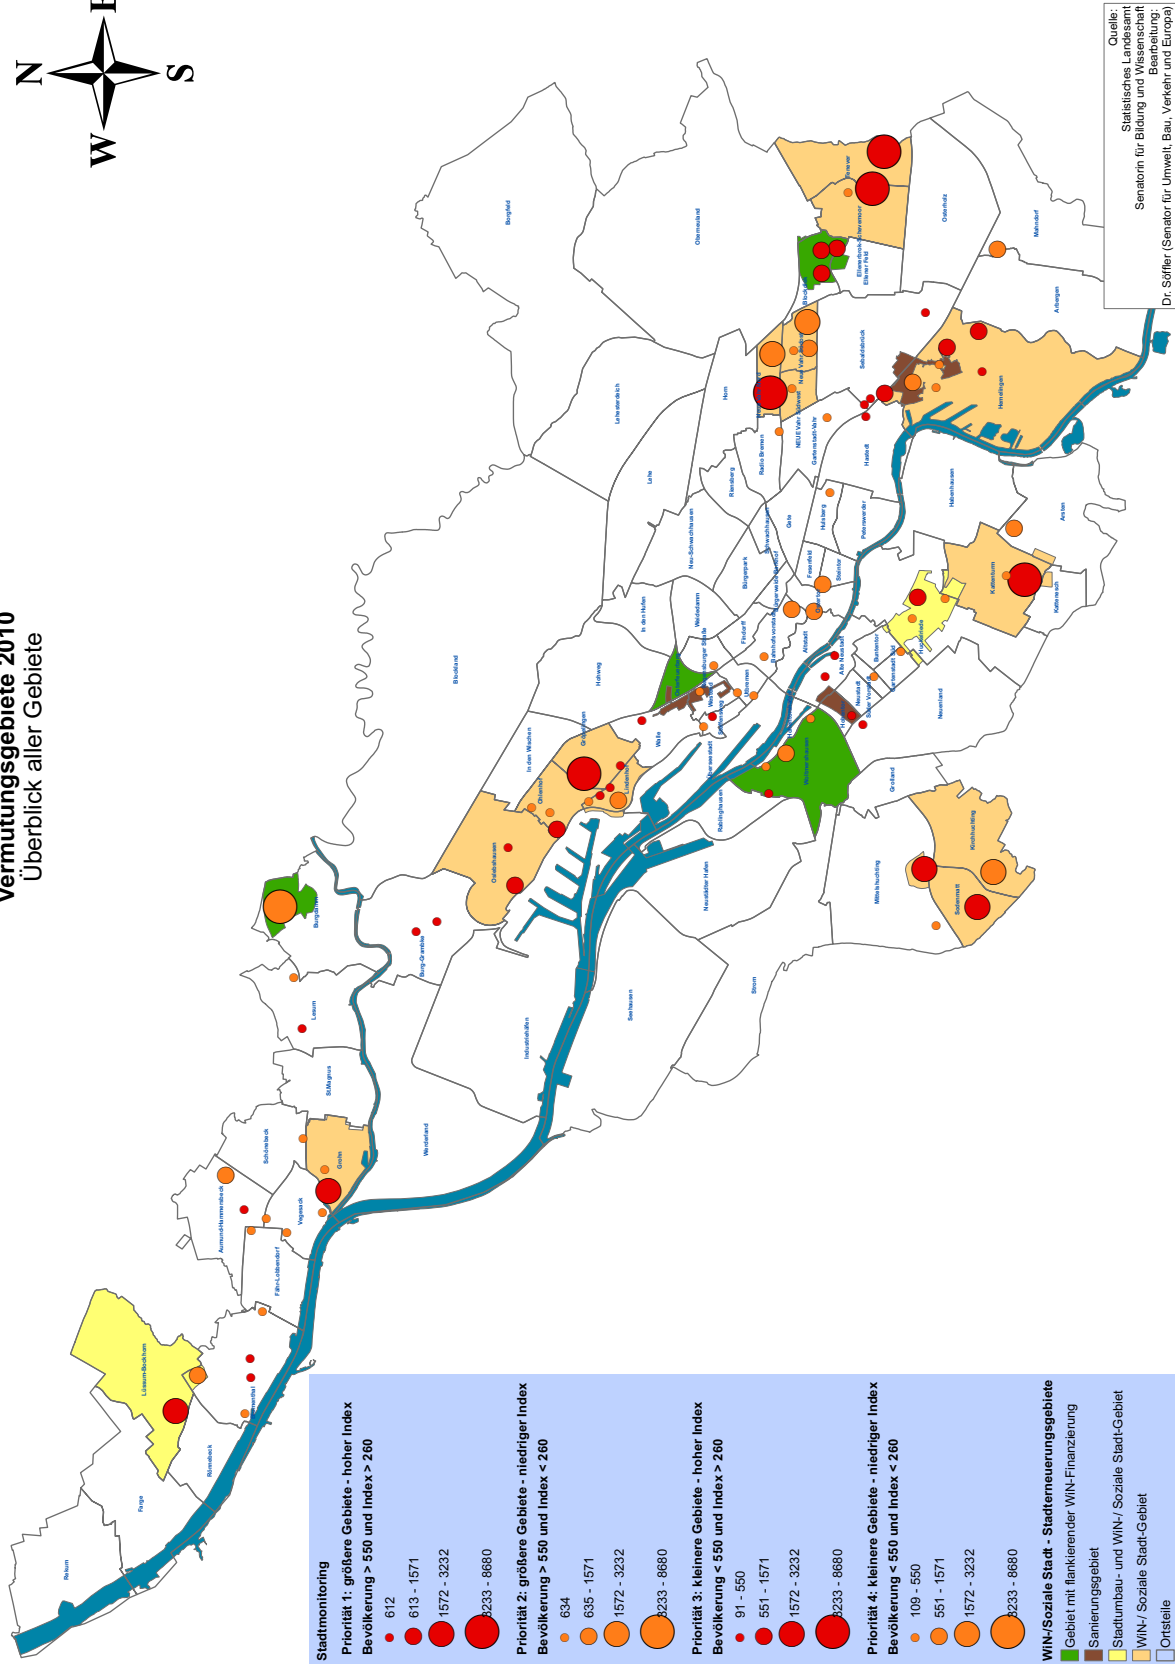 Vermutungsgebiete 2010
Überblick aller Gebiete
N
W
E
S
Rekum
Farge
Rönnebeck
Lüssum-Bockhorn
Fähr-Lobbendorf
Aumund-Hammersbeck
Vegesack
Schönebeck
Grohn
St.Magnus
Lesum
Burg-Grambke
Werderland
Industriehäfen
Blockland
Oslebshausen
In den Wischen
Ohlenhof
Gröpelingen
Lindenhof
Hohweg
Walle
Überseestadt
Utbremen
In den Hufen
Weidedamm
Findorff
Bürgerpark
Bahnhofsvorstadt
Altstadt
Steintor
Fesenfeld
Peterswerder
Hulsberg
Gete
Schwachhausen
Neu-Schwachhausen
Riensberg
Radio Bremen
Lehe
Horn
Lehesterdeich
Borgfeld
Oberneuland
NEUE Vahr Südwest
Gartenstadt-Vahr
Hastedt
Sebaldsbrück
Hemelingen
Ellener Feld
Ellenerbrok-Schevemoor
Tenever
Osterholz
Mahndorf
Arbergen
Habenhausen
Arsten
Kattenturm
Kattenesch
Huckelriede
Gartenstadt Süd
Buntentor
Alte Neustadt
Neustadt
Südervorstadt
Neuenland
Grolland
Woltmershausen
Rablinghausen
Neustädter Hafen
Seehausen
Strom
Mittelshuchting
Sodenmatt
Kirchhuchting
Stadtmonitoring
Priorität 1: größere Gebiete - hoher Index
Bevölkerung > 550 und Index > 260
612
613 - 1571
1572 - 3232
3233 - 8680
Priorität 2: größere Gebiete - niedriger Index
Bevölkerung > 550 und Index < 260
634
635 - 1571
1572 - 3232
3233 - 8680
Priorität 3: kleinere Gebiete - hoher Index
Bevölkerung < 550 und Index > 260
91 - 550
551 - 1571
1572 - 3232
3233 - 8680
Priorität 4: kleinere Gebiete - niedriger Index
Bevölkerung < 550 und Index < 260
109 - 550
551 - 1571
1572 - 3232
3233 - 8680
WiN-/Soziale Stadt - Stadterneuerungsgebiete
Gebiet mit flankierender WiN-Finanzierung
Sanierungsgebiet
Stadtumbau- und WiN-/ Soziale Stadt-Gebiet
WiN-/ Soziale Stadt-Gebiet
Ortsteile
Quelle:
Statistisches Landesamt
Senatorin für Bildung und Wissenschaft
Bearbeitung:
Dr. Söffler (Senator für Umwelt, Bau, Verkehr und Europa)